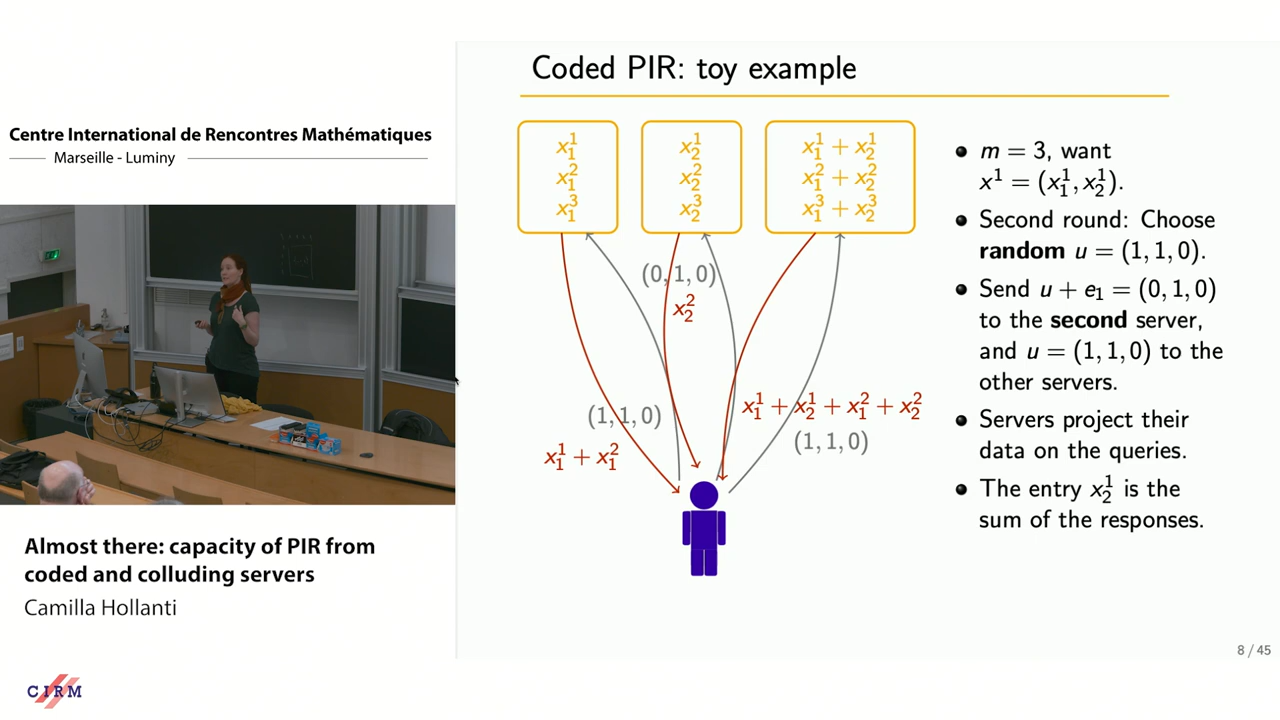 Centre International de Rencontres Mathématiques
Marseille - Luminy
Almost there: capacity of PIR from
coded and colluding servers
Camilla Hollanti
CIRM
Coded PIR: toy example
x_1^1
x_1^2
x_1^3
x_2^1
x_2^2
x_2^3
x_1^1 + x_2^1
x_1^2 + x_2^2
x_1^3 + x_2^3
(0, 1, 0)
x_2^2
(1, 1, 0)
x_1^1 + x_1^2
x_1^1 + x_2^1 + x_1^2 + x_2^2
(1, 1, 0)
• m = 3, want
x^1 = (x_1^1, x_2^1).
• Second round: Choose
random u = (1, 1, 0).
• Send u + e_1 = (0, 1, 0)
to the second server,
and u = (1, 1, 0) to the
other servers.
• Servers project their
data on the queries.
• The entry x_2^1 is the
sum of the responses.
8 / 45